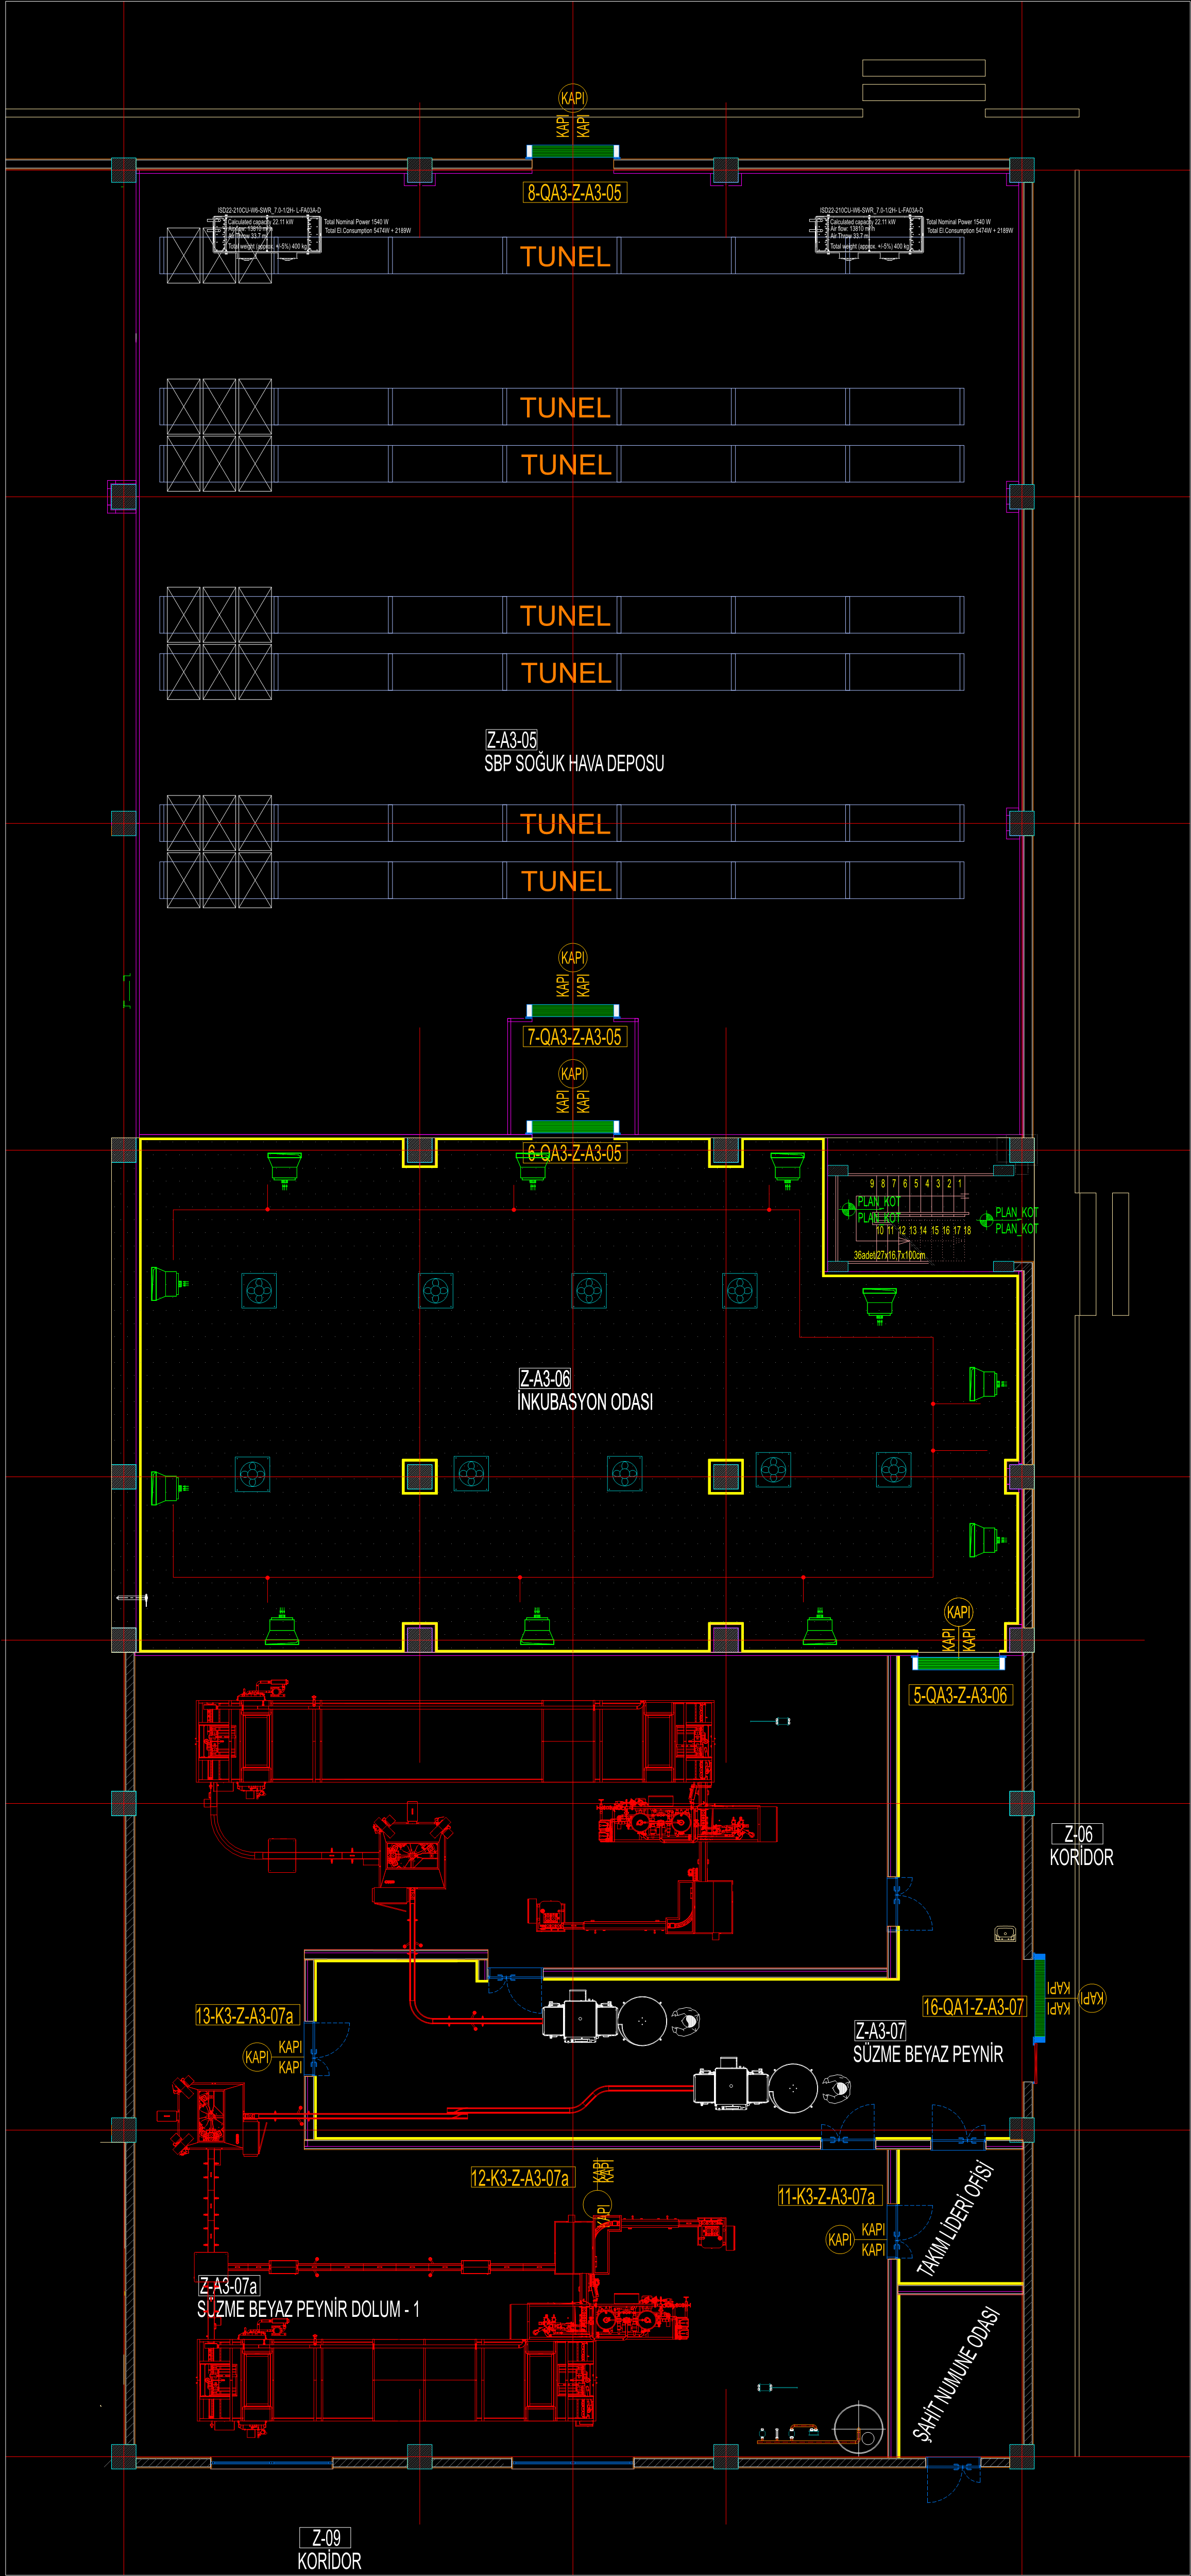 KAPI
KAPI
KAPI
8-QA3-Z-A3-05
ISD22-210CU-W6-SWR_7.0-1/2H- L-FA03A-D
Calculated capacity 22.11 kW
Air flow: 13810 m³/h
Air Throw 33.7 m
Total weight (approx. +/-5%) 400 kg
Total Nominal Power 1540 W
Total El.Consumption 5474W + 2189W
ISD22-210CU-W6-SWR_7.0-1/2H- L-FA03A-D
Calculated capacity 22.11 kW
Air flow: 13810 m³/h
Air Throw 33.7 m
Total weight (approx. +/-5%) 400 kg
Total Nominal Power 1540 W
Total El.Consumption 5474W + 2189W
TUNEL
TUNEL
TUNEL
TUNEL
TUNEL
Z-A3-05
SBP SOĞUK HAVA DEPOSU
TUNEL
TUNEL
KAPI
KAPI
KAPI
7-QA3-Z-A3-05
KAPI
KAPI
KAPI
6-QA3-Z-A3-05
9 8 7 6 5 4 3 2 1
PLAN_KOT
PLAN_KOT
PLAN_KOT
PLAN_KOT
10 11 12 13 14 15 16 17 18
36adet/27x16,7x100cm
Z-A3-06
İNKUBASYON ODASI
KAPI
KAPI
KAPI
5-QA3-Z-A3-06
Z-06
KORİDOR
13-K3-Z-A3-07a
KAPI
KAPI
KAPI
16-QA1-Z-A3-07
KAPI
KAPI
KAPI
Z-A3-07
SÜZME BEYAZ PEYNİR
12-K3-Z-A3-07a
KAPI
KAPI
KAPI
11-K3-Z-A3-07a
KAPI
KAPI
KAPI
TAKIM LİDERİ OFİSİ
Z-A3-07a
SÜZME BEYAZ PEYNİR DOLUM - 1
ŞAHİT NUMUNE ODASI
Z-09
KORİDOR